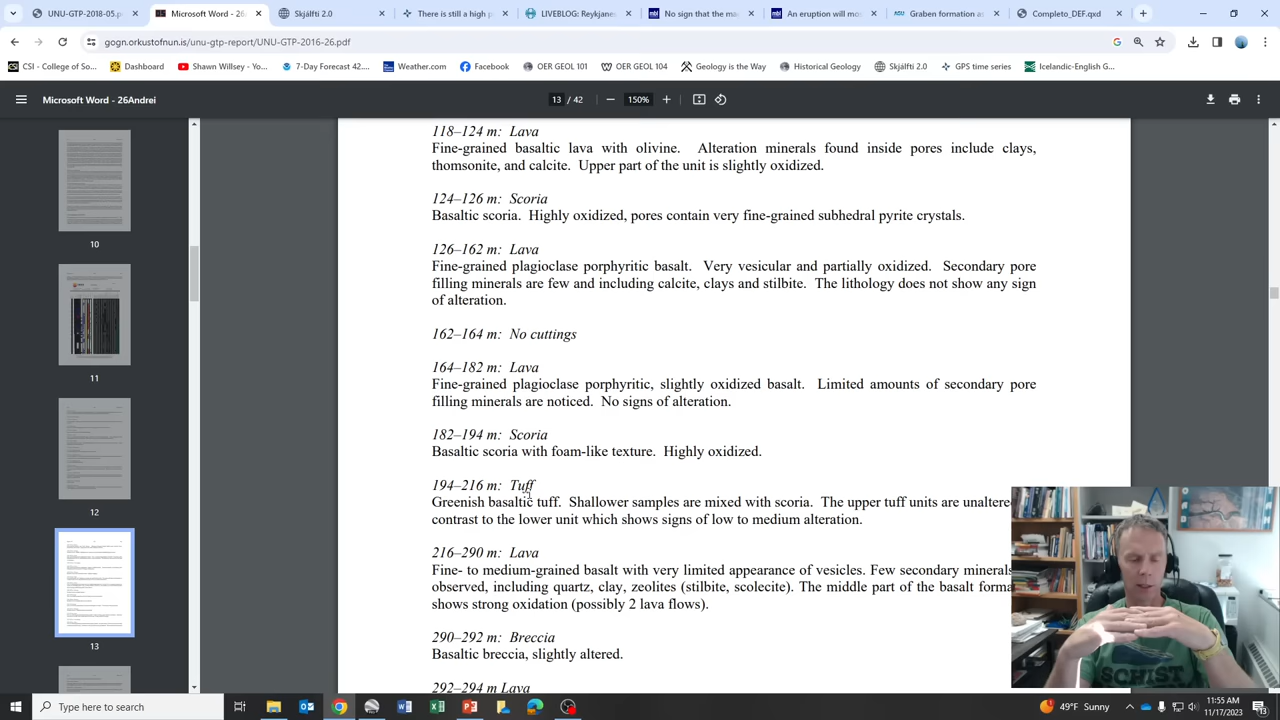 UNU-GTP-2018-05.pd
Microsoft Word - 26
Skjálfti 2.0
There is still a high p
LIVEBLOG: Reykjanes
No sign that the ma
An eruption will mo
AGU
Graben formation as
Completo_DEF.qxd
gogn.orkustofnun.is/unu-gtp-report/UNU-GTP-2016-26.pdf
CSI - College of So...
Dashboard
Shawn Willsey - Yo...
7-Day Forecast 42....
Weather.com
Facebook
OER GEOL 101
OER GEOL 104
Geology is the Way
Historical Geology
Skjálfti 2.0
GPS time series
Icelandic-English G...
Microsoft Word - 26Andrei
13 / 42
150%
10
11
12
13
118–124 m: Lava
Fine-grained basaltic lava with olivine. Alteration minerals found inside pores include clays,
thomsonite and calcite. Upper part of the unit is slightly oxidized.
124–126 m: Scoria
Basaltic scoria. Highly oxidized, pores contain very fine-grained subhedral pyrite crystals.
126–162 m: Lava
Fine-grained plagioclase porphyritic basalt. Very vesicular and partially oxidized. Secondary pore
filling minerals are few and including calcite, clays and stilbite. The lithology does not show any sign
of alteration.
162–164 m: No cuttings
164–182 m: Lava
Fine-grained plagioclase porphyritic, slightly oxidized basalt. Limited amounts of secondary pore
filling minerals are noticed. No signs of alteration.
182–194 m: Scoria
Basaltic scoria with foam-like texture. Highly oxidized.
194–216 m: Tuff
Greenish basaltic tuff. Shallower samples are mixed with scoria. The upper tuff units are unaltere
contrast to the lower unit which shows signs of low to medium alteration.
216–290 m: Lava
Fine- to medium-grained basalt with very limited appearance of vesicles. Few secondary minerals
observed, including quartz, clay, zeolites (stilbite, scolecite). The middle part of the basalt forma
shows strong oxidation (possibly 2 lava flows).
290–292 m: Breccia
Basaltic breccia, slightly altered.
292–294 m: Lava
Type here to search
49°F Sunny
11:55 AM
11/17/2023
13